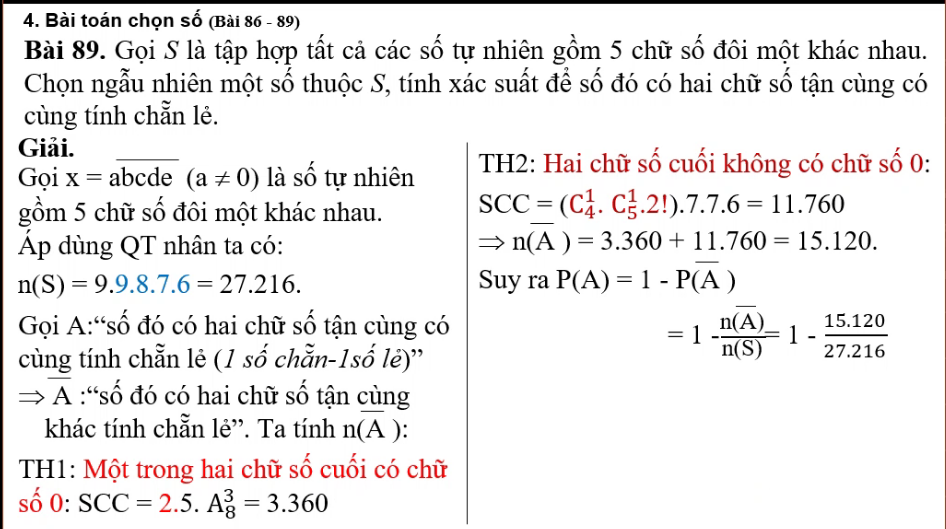 4. Bài toán chọn số (Bài 86 - 89)
Bài 89. Gọi S là tập hợp tất cả các số tự nhiên gồm 5 chữ số đôi một khác nhau.
Chọn ngẫu nhiên một số thuộc S, tính xác suất để số đó có hai chữ số tận cùng có
cùng tính chẵn lẻ.
Giải.
Gọi x = \overline{abcde} (a ≠ 0) là số tự nhiên
gồm 5 chữ số đôi một khác nhau.
Áp dùng QT nhân ta có:
n(S) = 9.9.8.7.6 = 27.216.
Gọi A:“số đó có hai chữ số tận cùng có
cùng tính chẵn lẻ (1 số chẵn-1số lẻ)”
⇒ \overline{A} :“số đó có hai chữ số tận cùng
khác tính chẵn lẻ”. Ta tính n(\overline{A} ):
TH1: Một trong hai chữ số cuối có chữ
số 0: SCC = 2.5. A_8^3 = 3.360
TH2: Hai chữ số cuối không có chữ số 0:
SCC = (C_4^1. C_5^1.2!).7.7.6 = 11.760
⇒ n(\overline{A} ) = 3.360 + 11.760 = 15.120.
Suy ra P(A) = 1 - P(\overline{A} )
= 1 - \frac{n(\overline{A})}{n(S)} = 1 - \frac{15.120}{27.216}